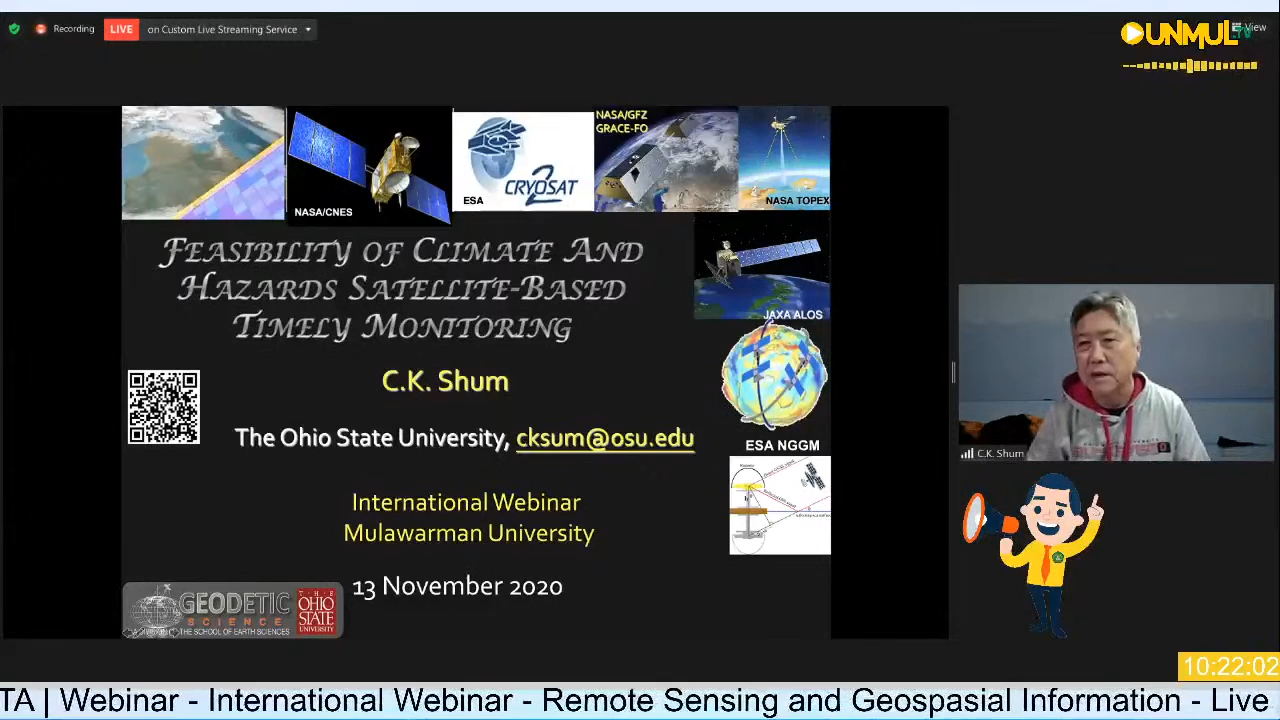 Recording
LIVE
on Custom Live Streaming Service
UNMUL
.TV
View
NASA/CNES
ESA
CRYOSAT
2
NASA/GFZ
GRACE-FO
NASA TOPEX
JAXA ALOS
ESA NGGM
FEASIBILITY OF CLIMATE AND
HAZARDS SATELLITE-BASED
TIMELY MONITORING
C.K. Shum
The Ohio State University, cksum@osu.edu
International Webinar
Mulawarman University
13 November 2020
GEODETIC
SCIENCE
THE SCHOOL OF EARTH SCIENCES
THE
OHIO
STATE
UNIVERSITY
C.K. Shum
10:22:02
TA | Webinar - International Webinar - Remote Sensing and Geospasial Information - Live